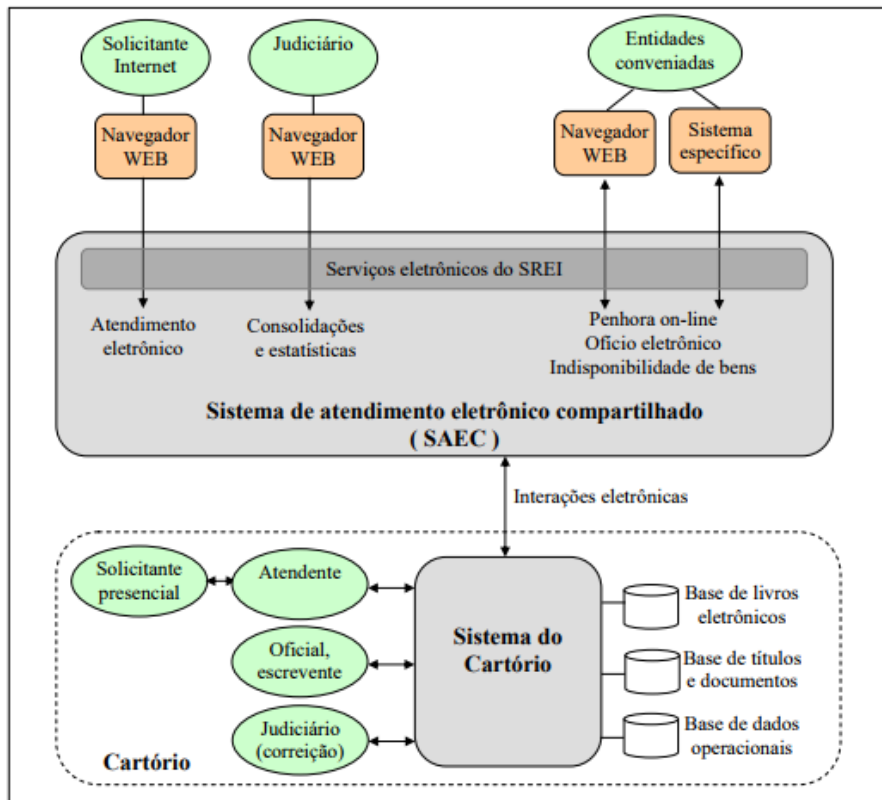 Solicitante
Internet
Judiciário
Entidades
conveniadas
Navegador
WEB
Navegador
WEB
Navegador
WEB
Sistema
específico
Serviços eletrônicos do SREI
Atendimento
eletrônico
Consolidações
e estatísticas
Penhora on-line
Ofício eletrônico
Indisponibilidade de bens
Sistema de atendimento eletrônico compartilhado
( SAEC )
Interações eletrônicas
Solicitante
presencial
Atendente
Oficial,
escrevente
Judiciário
(correição)
Sistema do
Cartório
Base de livros
eletrônicos
Base de títulos
e documentos
Base de dados
operacionais
Cartório